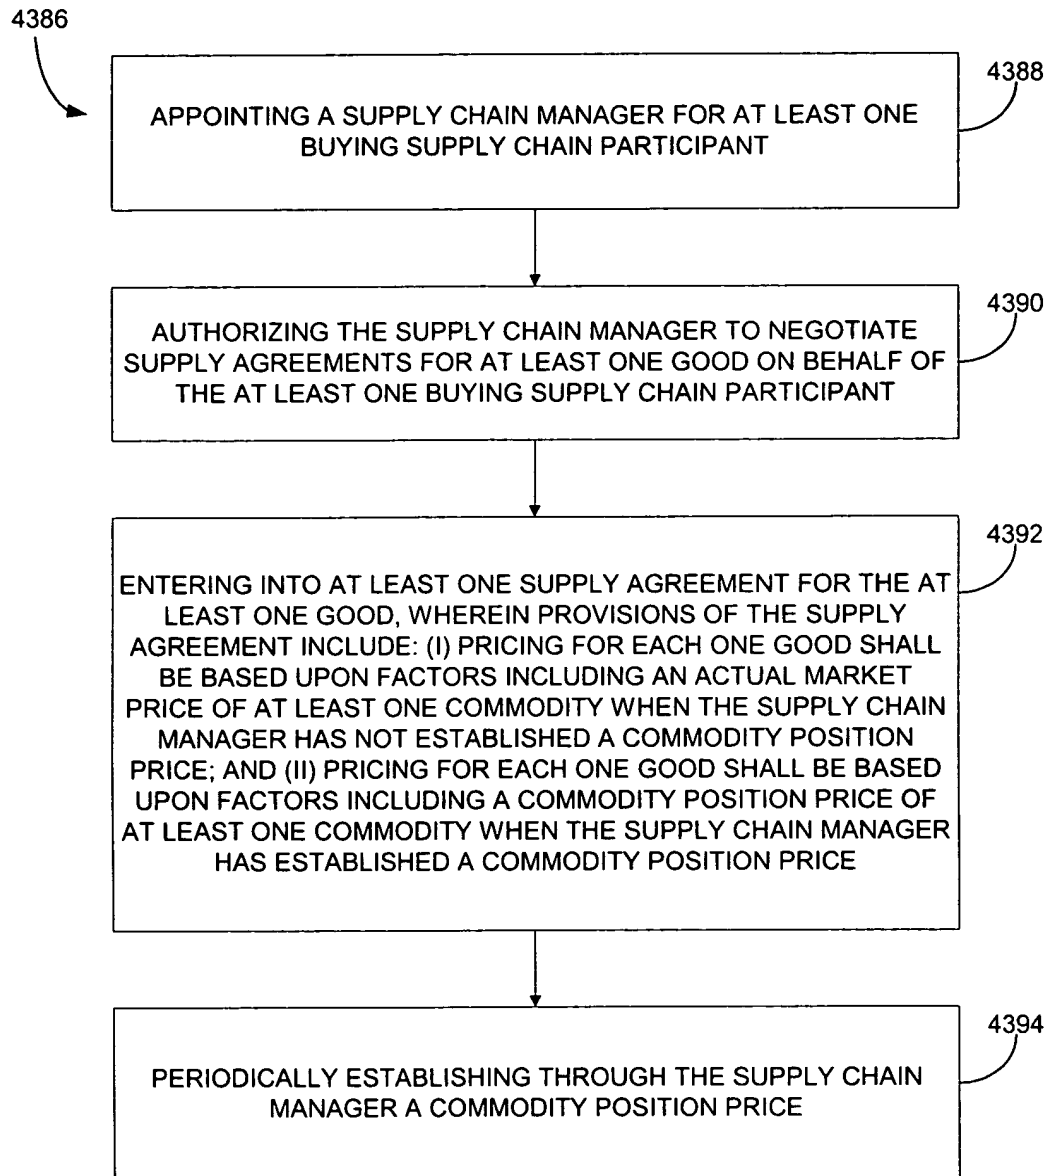 4386
4388
APPOINTING A SUPPLY CHAIN MANAGER FOR AT LEAST ONE
BUYING SUPPLY CHAIN PARTICIPANT
4390
AUTHORIZING THE SUPPLY CHAIN MANAGER TO NEGOTIATE
SUPPLY AGREEMENTS FOR AT LEAST ONE GOOD ON BEHALF OF
THE AT LEAST ONE BUYING SUPPLY CHAIN PARTICIPANT
4392
ENTERING INTO AT LEAST ONE SUPPLY AGREEMENT FOR THE AT
LEAST ONE GOOD, WHEREIN PROVISIONS OF THE SUPPLY
AGREEMENT INCLUDE: (I) PRICING FOR EACH ONE GOOD SHALL
BE BASED UPON FACTORS INCLUDING AN ACTUAL MARKET
PRICE OF AT LEAST ONE COMMODITY WHEN THE SUPPLY CHAIN
MANAGER HAS NOT ESTABLISHED A COMMODITY POSITION
PRICE; AND (II) PRICING FOR EACH ONE GOOD SHALL BE BASED
UPON FACTORS INCLUDING A COMMODITY POSITION PRICE OF
AT LEAST ONE COMMODITY WHEN THE SUPPLY CHAIN MANAGER
HAS ESTABLISHED A COMMODITY POSITION PRICE
4394
PERIODICALLY ESTABLISHING THROUGH THE SUPPLY CHAIN
MANAGER A COMMODITY POSITION PRICE